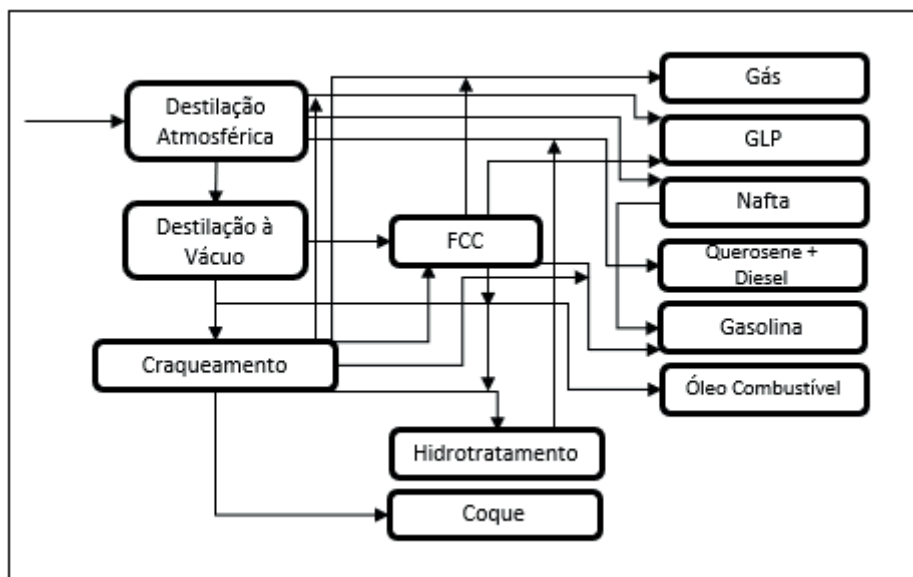 Gás
Destilação
Atmosférica
GLP
Nafta
Destilação à
Vácuo
FCC
Querosene +
Diesel
Gasolina
Craqueamento
Óleo Combustível
Hidrotratamento
Coque